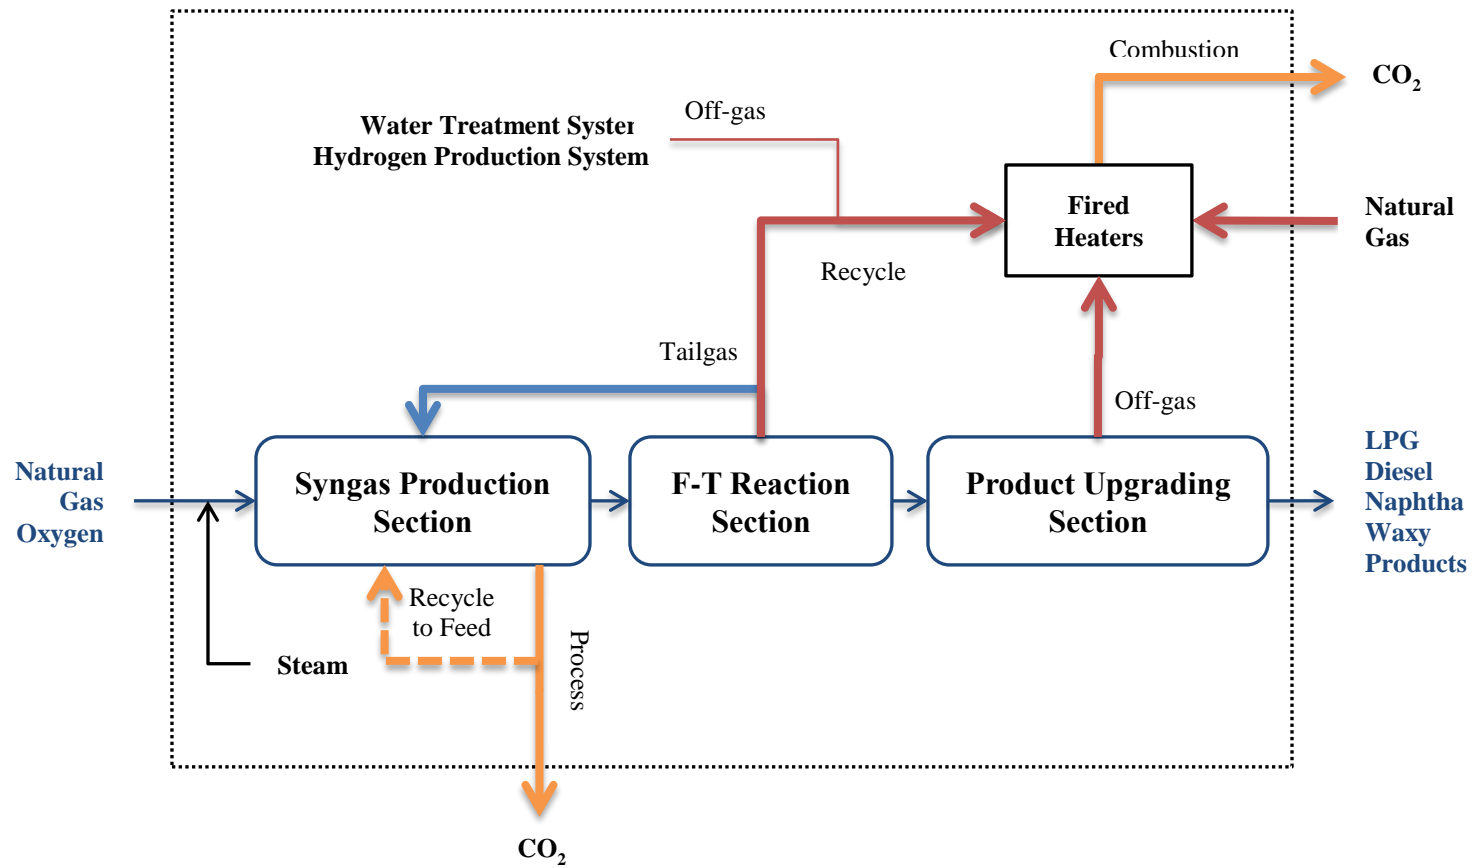 Combustion
CO2
Off-gas
Water Treatment System
Hydrogen Production System
Fired
Heaters
Natural
Gas
Recycle
Tailgas
Off-gas
Natural
Gas
Oxygen
Syngas Production
Section
F-T Reaction
Section
Product Upgrading
Section
LPG
Diesel
Naphtha
Waxy
Products
Recycle
to Feed
Process
Steam
CO2